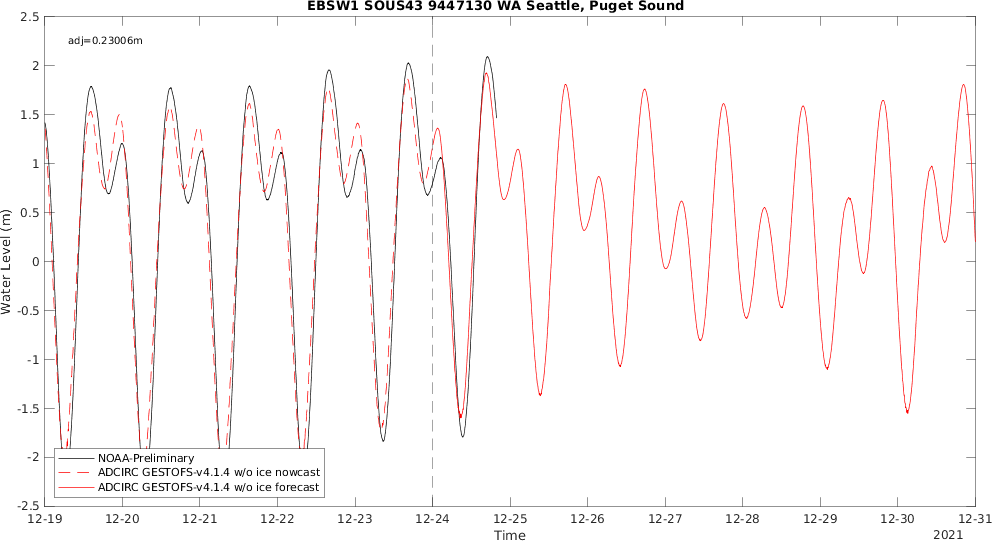 EBSW1 SOUS43 9447130 WA Seattle, Puget Sound
adj=0.23006m
Water Level (m)
2.5
2
1.5
1
0.5
0
-0.5
-1
-1.5
-2
-2.5
NOAA-Preliminary
ADCIRC GESTOFS-v4.1.4 w/o ice nowcast
ADCIRC GESTOFS-v4.1.4 w/o ice forecast
12-19 12-20 12-21 12-22 12-23 12-24 12-25 12-26 12-27 12-28 12-29 12-30 12-31
Time
2021